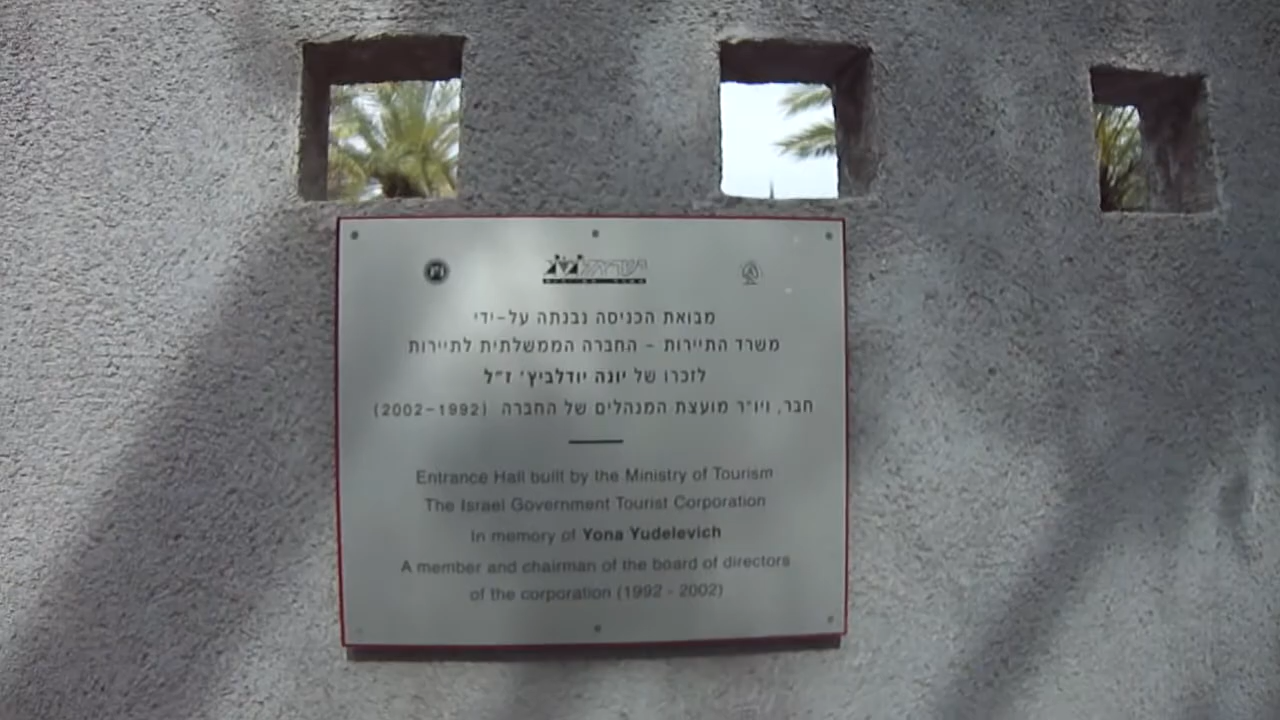 ישראל
מבואת הכניסה נבנתה על-ידי
משרד התיירות - החברה הממשלתית לתיירות
לזכרו של יונה יודלביץ' ז"ל
חבר, ויו"ר מועצת המנהלים של החברה (2002-1992)
Entrance Hall built by the Ministry of Tourism
The Israel Government Tourist Corporation
In memory of Yona Yudelevich
A member and chairman of the board of directors
of the corporation (1992 - 2002)